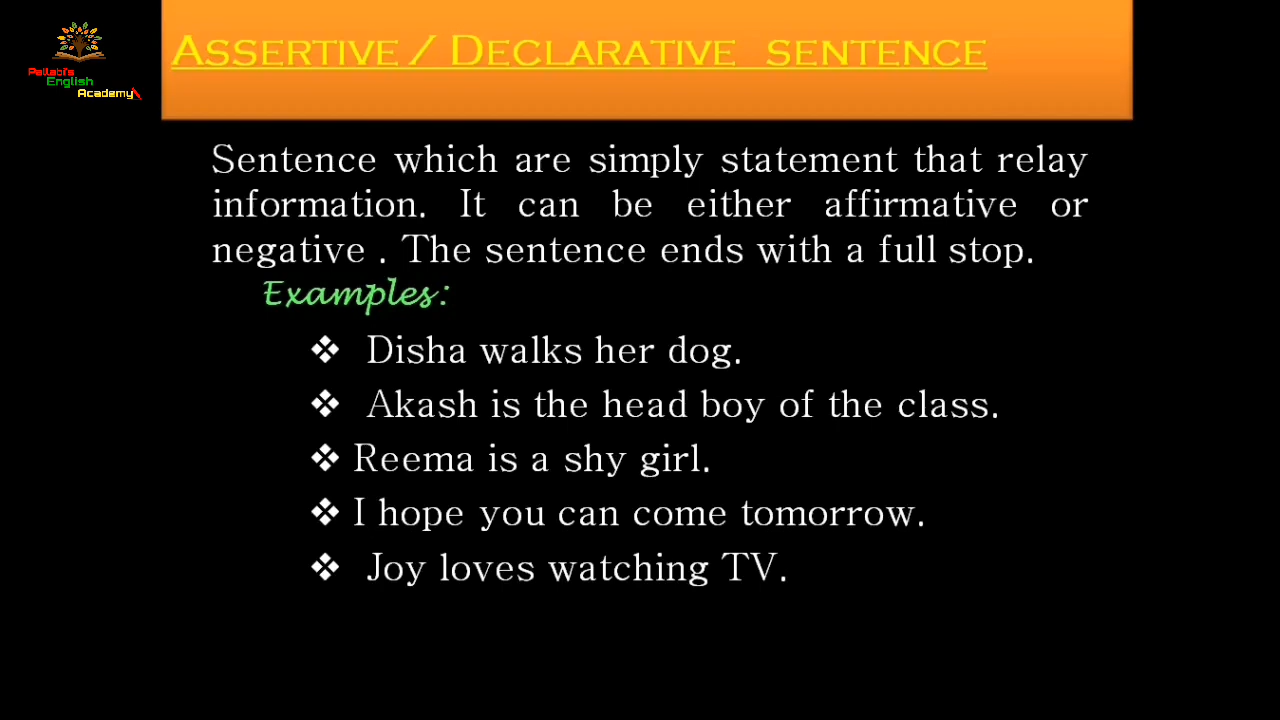 Pallabi's
English
Academy
ASSERTIVE / DECLARATIVE SENTENCE
Sentence which are simply statement that relay
information. It can be either affirmative or
negative . The sentence ends with a full stop.
Examples:
❖ Disha walks her dog.
❖ Akash is the head boy of the class.
❖ Reema is a shy girl.
❖ I hope you can come tomorrow.
❖ Joy loves watching TV.